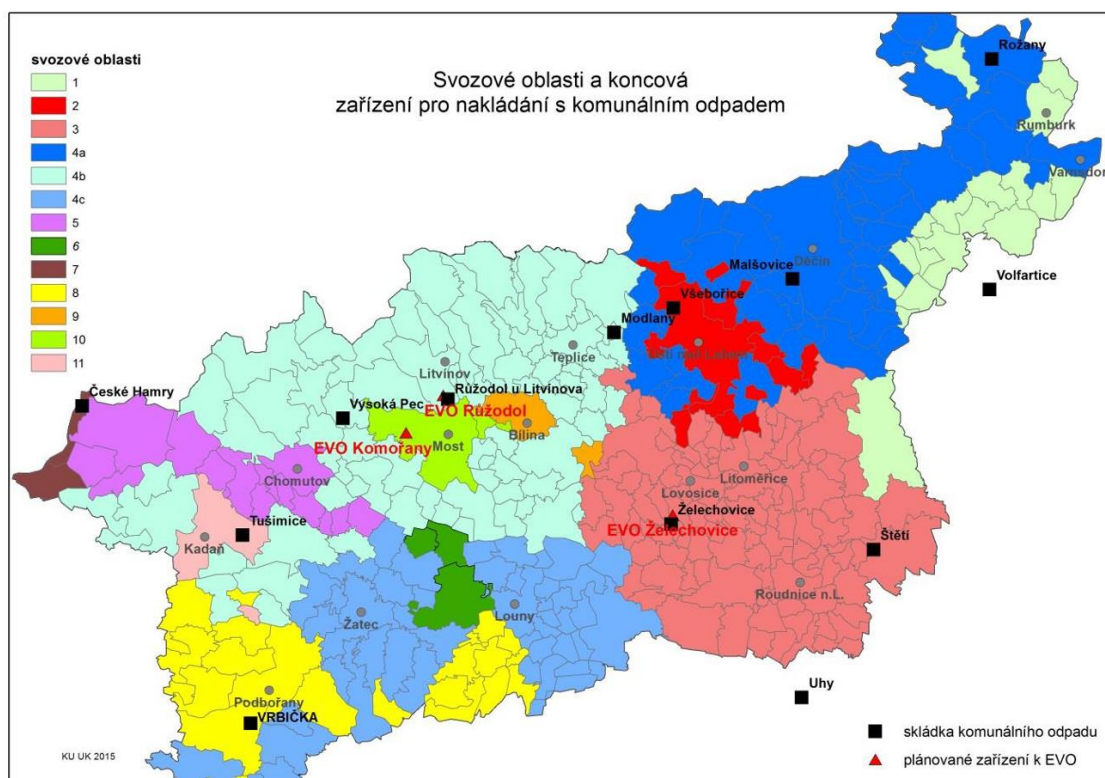 Svozové oblasti a koncová
zařízení pro nakládání s komunálním odpadem
svozové oblasti
1
2
3
4a
4b
4c
5
6
7
8
9
10
11
Rožany
Rumburk
Varnsdorf
Děčín
Malšovice
Volfartice
Všebořice
Modlany
Ústí nad Labem
Teplice
Litvínov
Růžodol u Litvínova
České Hamry
Vysoká Pec
EVO Růžodol
Bílina
EVO Komořany
Most
Chomutov
Litoměřice
Lovosice
Želechovice
EVO Želechovice
Tušimice
Kadaň
Štětí
Roudnice n.L.
Žatec
Louny
Podbořany
VRBIČKA
Uhy
skládka komunálního odpadu
plánované zařízení k EVO
KU UK 2015